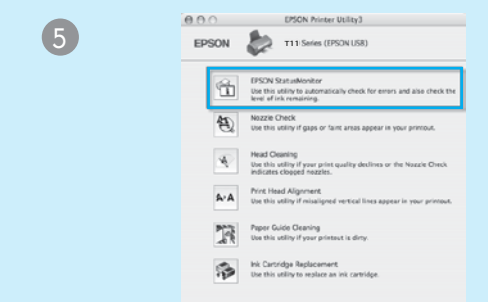 5
EPSON Printer Utility3
EPSON T11 Series (EPSON USB)
EPSON StatusMonitor
Use this utility to automatically check for errors and also check the
level of ink remaining.
Nozzle Check
Use this utility if gaps or faint areas appear in your printout.
Head Cleaning
Use this utility if your print quality declines or the Nozzle Check
indicates clogged nozzles.
Print Head Alignment
Use this utility if misaligned vertical lines appear in your printout.
Paper Guide Cleaning
Use this utility if your printout is dirty.
Ink Cartridge Replacement
Use this utility to replace an ink cartridge.